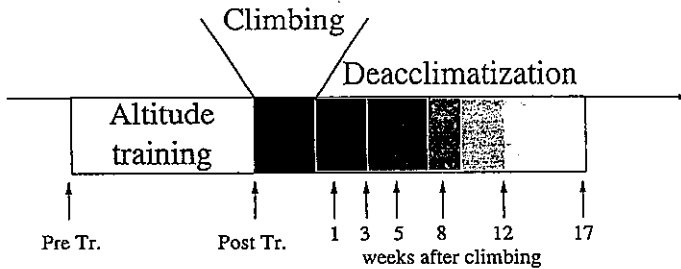 Climbing
Deacclimatization
Altitude
training
Pre Tr.
Post Tr.
1
3
5
8
12
17
weeks after climbing